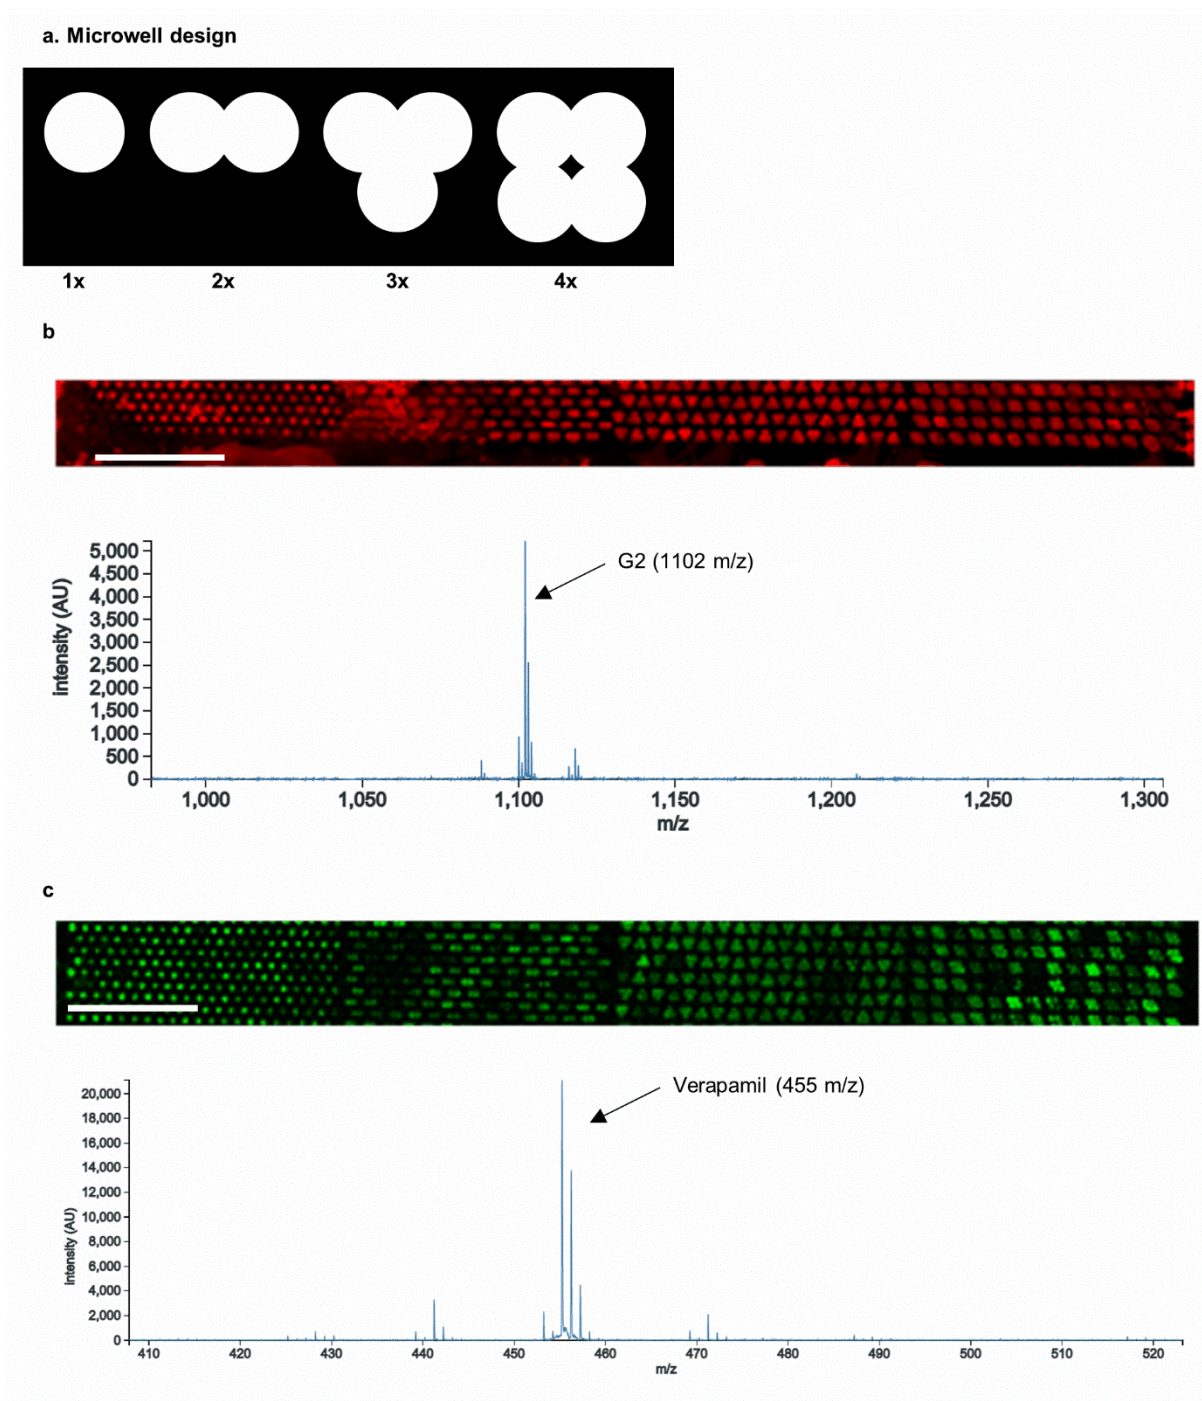 a. Microwell design
1x 2x 3x 4x
b
5,000
4,500
4,000
3,500
3,000
2,500
2,000
1,500
1,000
500
0
intensity (AU)
G2 (1102 m/z)
1,000 1,050 1,100 1,150 1,200 1,250 1,300
m/z
c
20,000
18,000
16,000
14,000
12,000
10,000
8,000
6,000
4,000
2,000
0
intensity (AU)
Verapamil (455 m/z)
410 420 430 440 450 460 470 480 490 500 510 520
m/z